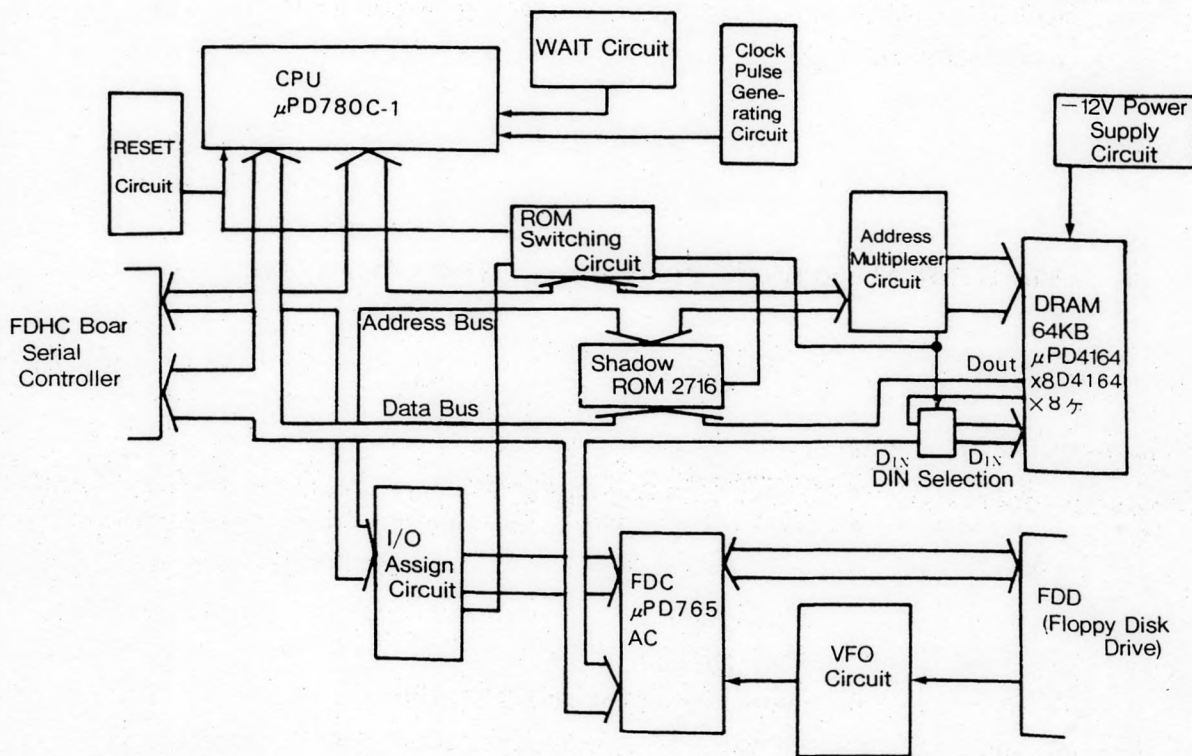 WAIT Circuit
Clock
Pulse
Gene-
rating
Circuit
CPU
μPD780C-1
-12V Power
Supply
Circuit
RESET
Circuit
ROM
Switching
Circuit
Address
Multiplexer
Circuit
FDHC Boar
Serial
Controller
Address Bus
DRAM
64KB
μPD4164
x8D4164
×8ヶ
Shadow
ROM 2716
Dout
Data Bus
DIN
DIN
DIN Selection
I/O
Assign
Circuit
FDC
μPD765
AC
FDD
(Floppy Disk
Drive)
VFO
Circuit